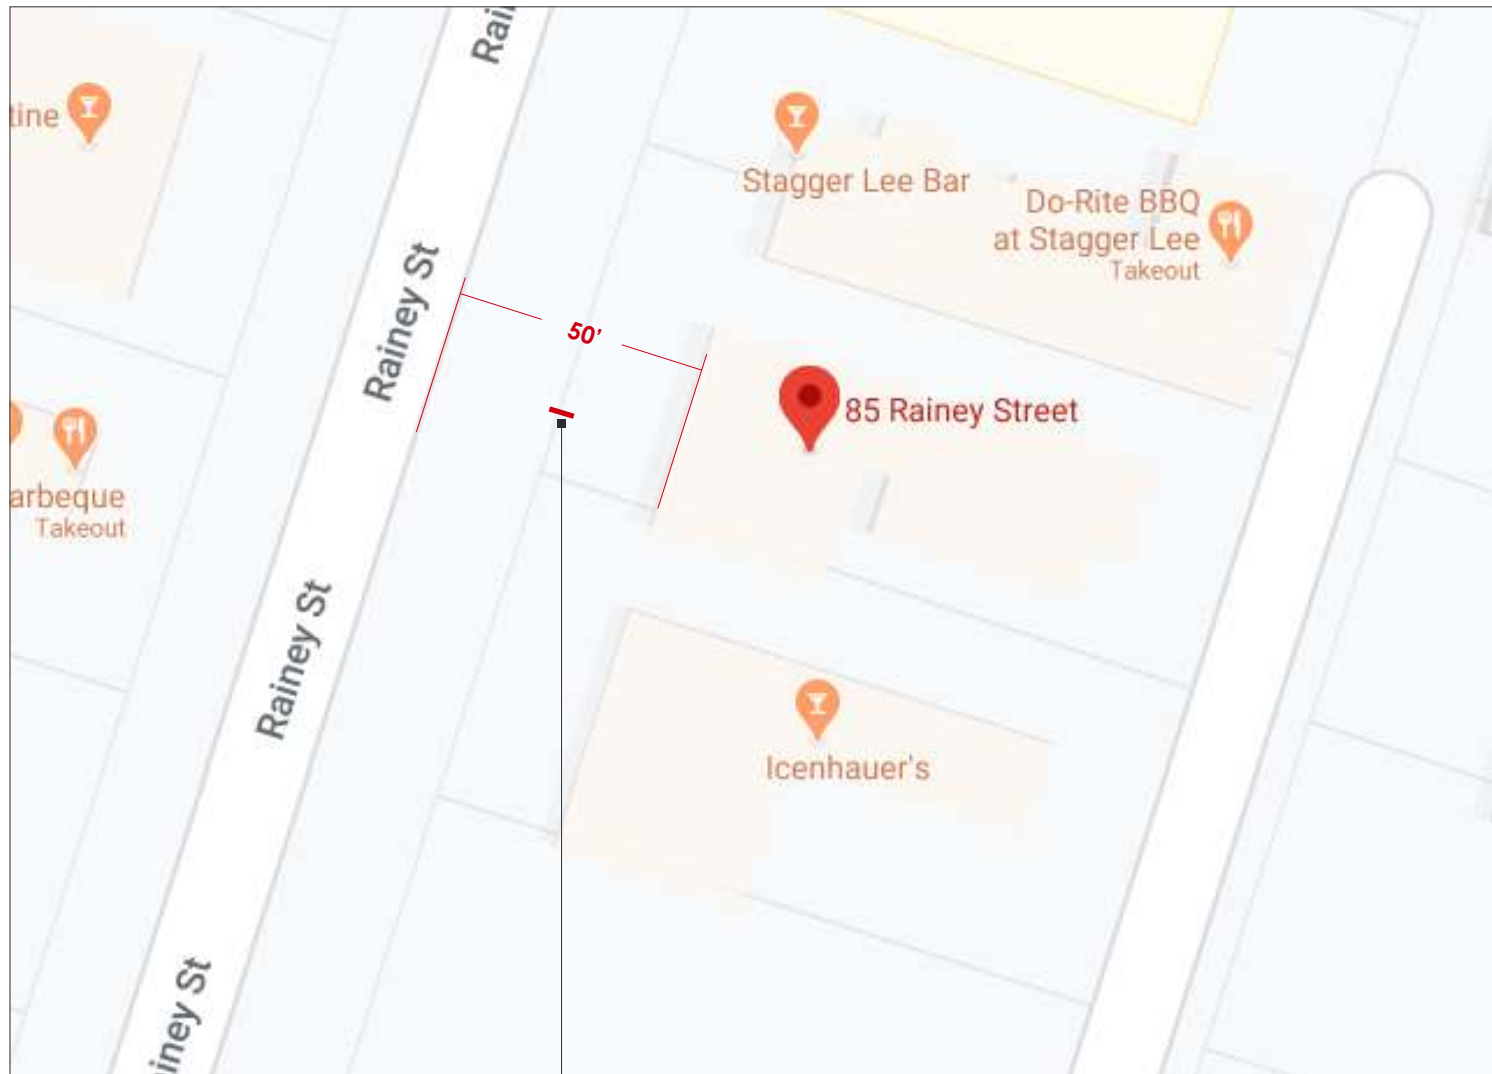 Rai
tine
Stagger Lee Bar
Do-Rite BBQ
at Stagger Lee
Takeout
Rainey St
50’
85 Rainey Street
arbeque
Takeout
Rainey St
Icenhauer's
iney St